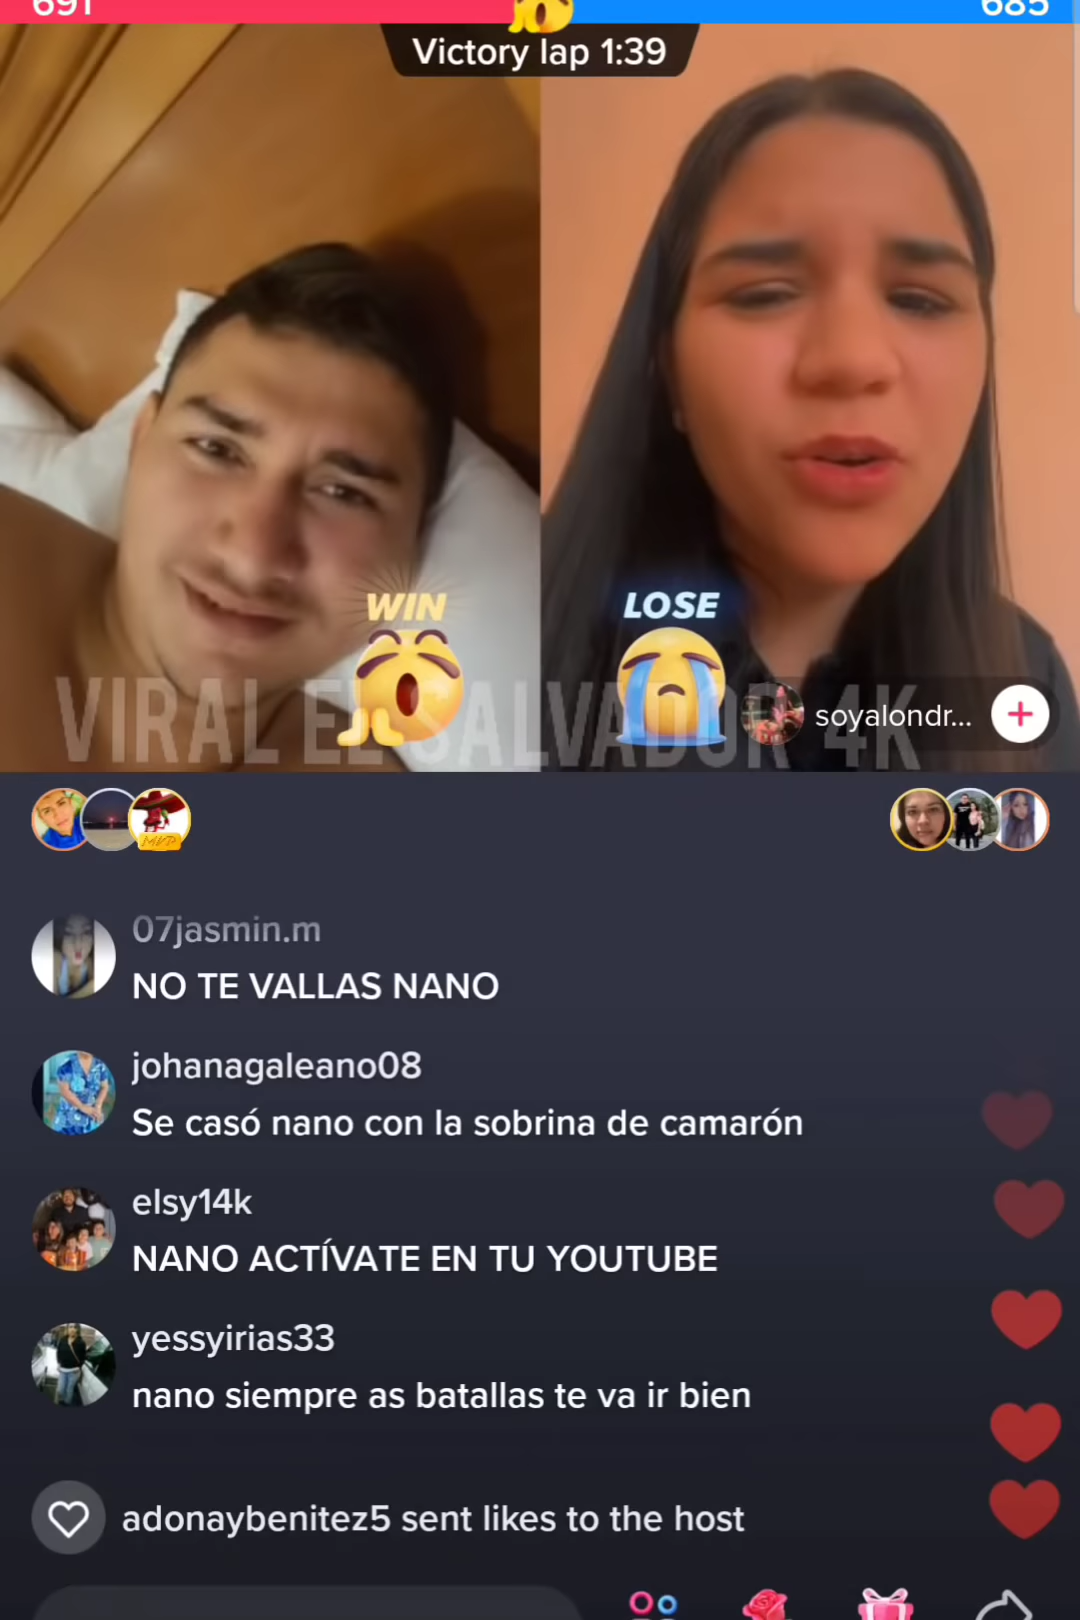 691
685
Victory lap 1:39
WIN
LOSE
VIRAL EL SALVADOR 4K
soyalondr...
MVP
07jasmin.m
NO TE VALLAS NANO
johanagaleano08
Se casó nano con la sobrina de camarón
elsy14k
NANO ACTÍVATE EN TU YOUTUBE
yessyirias33
nano siempre as batallas te va ir bien
adonaybenitez5 sent likes to the host